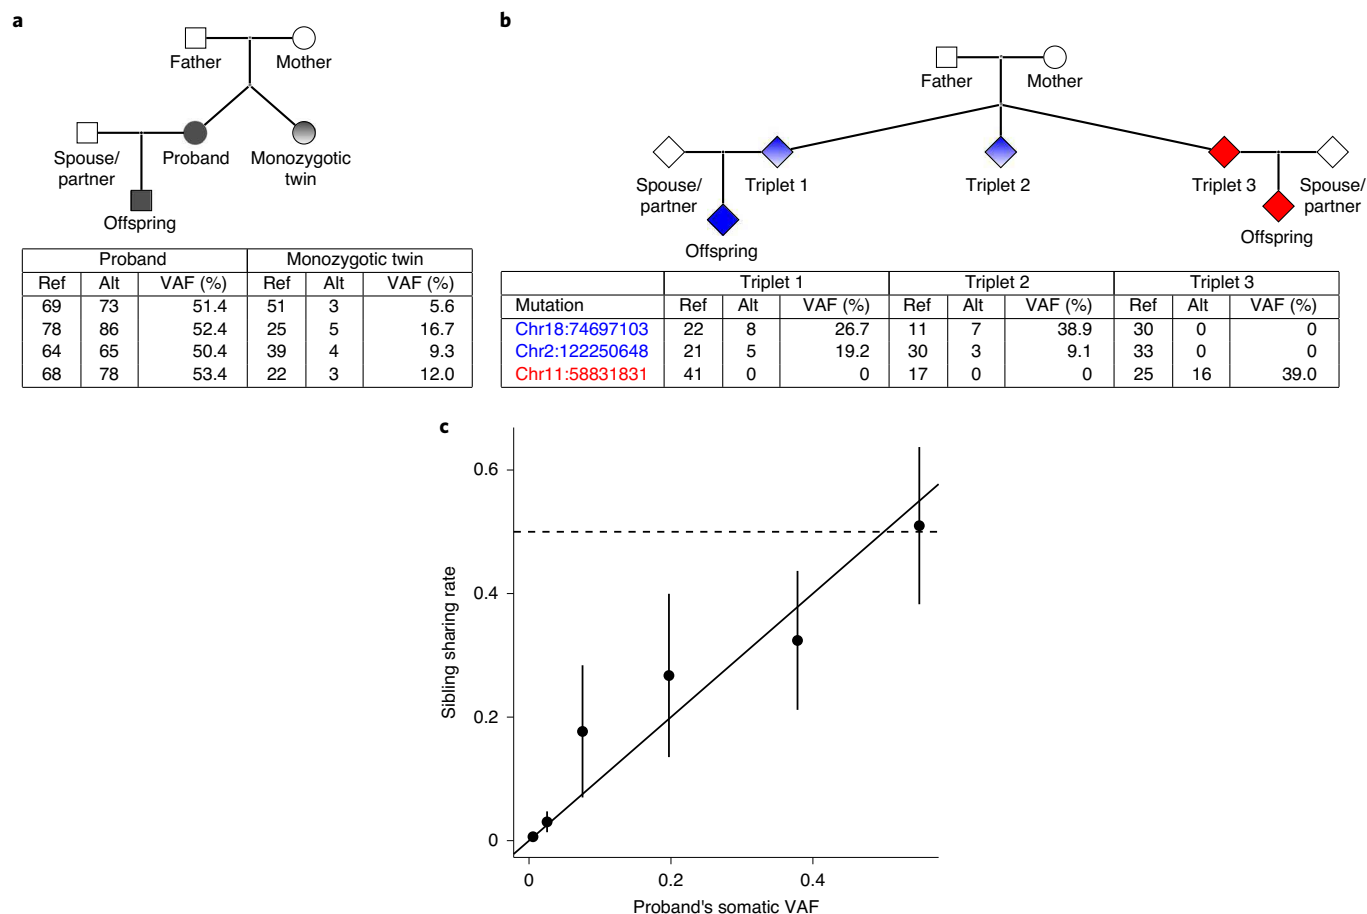 a
Father Mother
Spouse/ Proband Monozygotic
partner twin
Offspring
Proband Monozygotic twin
Ref Alt VAF (%) Ref Alt VAF (%)
69 73 51.4 51 3 5.6
78 86 52.4 25 5 16.7
64 65 50.4 39 4 9.3
68 78 53.4 22 3 12.0
b
Father Mother
Spouse/ Triplet 1 Triplet 2 Triplet 3 Spouse/
partner partner
Offspring Offspring
Triplet 1 Triplet 2 Triplet 3
Mutation Ref Alt VAF (%) Ref Alt VAF (%) Ref Alt VAF (%)
Chr18:74697103 22 8 26.7 11 7 38.9 30 0 0
Chr2:122250648 21 5 19.2 30 3 9.1 33 0 0
Chr11:58831831 41 0 0 17 0 0 25 16 39.0
c
Sibling sharing rate
0.6
0.4
0.2
0
0 0.2 0.4
Proband's somatic VAF